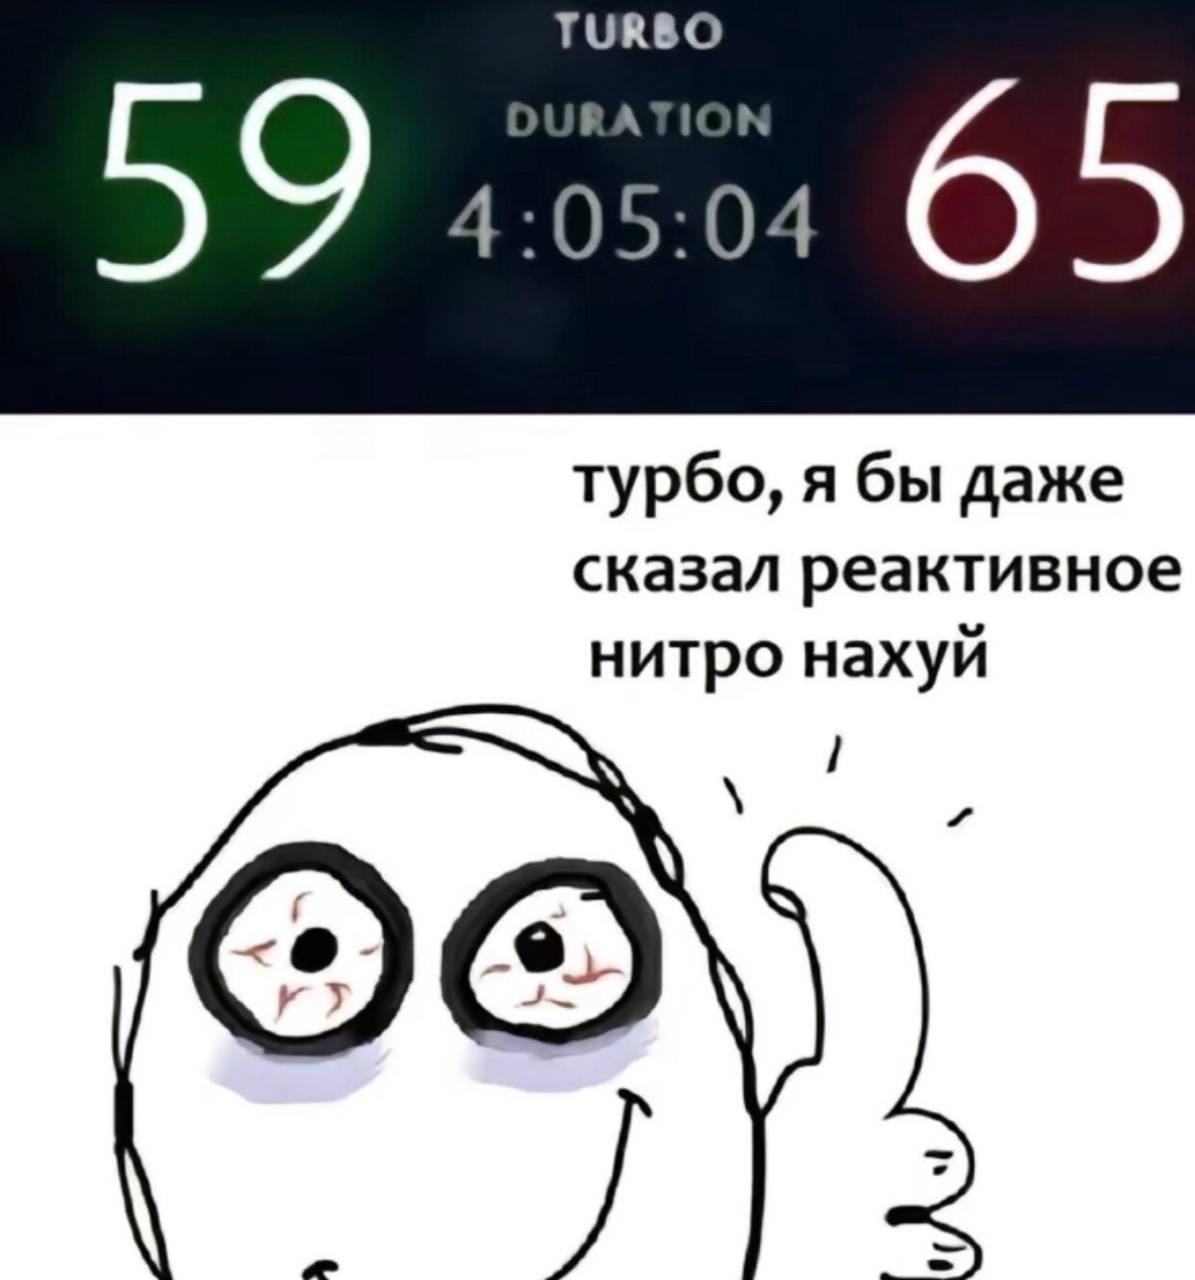 TURBO
59 DURATION 65
4:05:04
турбо, я бы даже
сказал реактивное
нитро нахуй